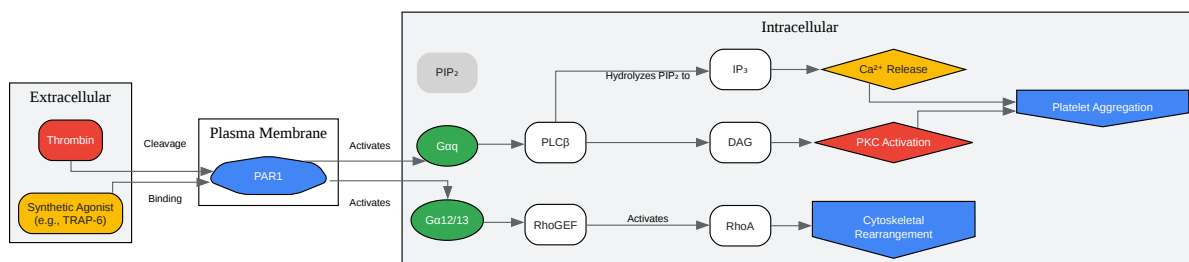 Extracellular
Thrombin
Synthetic Agonist
(e.g., TRAP-6)
Cleavage
Binding
Plasma Membrane
PAR1
Activates
Activates
Intracellular
PIP₂
Gαq
PLCβ
Hydrolyzes PIP₂ to
IP₃
Ca²⁺ Release
DAG
PKC Activation
Platelet Aggregation
Gα12/13
RhoGEF
Activates
RhoA
Cytoskeletal
Rearrangement